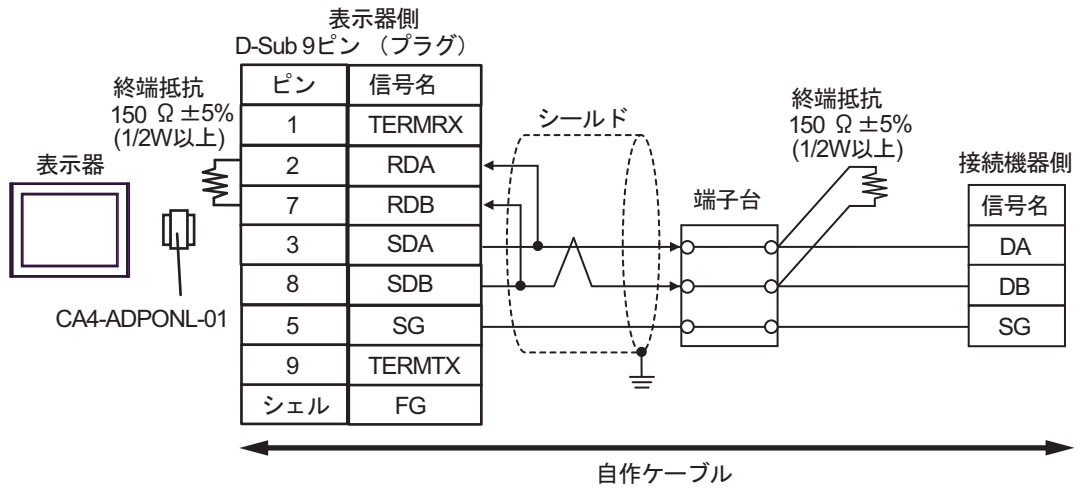 表示器側
D-Sub 9ピン （プラグ）
終端抵抗
150 Ω ±5%
(1/2W以上)
表示器
CA4-ADPONL-01
ピン 信号名
1 TERMRX
2 RDA
7 RDB
3 SDA
8 SDB
5 SG
9 TERMTX
シェル FG
シールド
端子台
終端抵抗
150 Ω ±5%
(1/2W以上)
接続機器側
信号名
DA
DB
SG
自作ケーブル